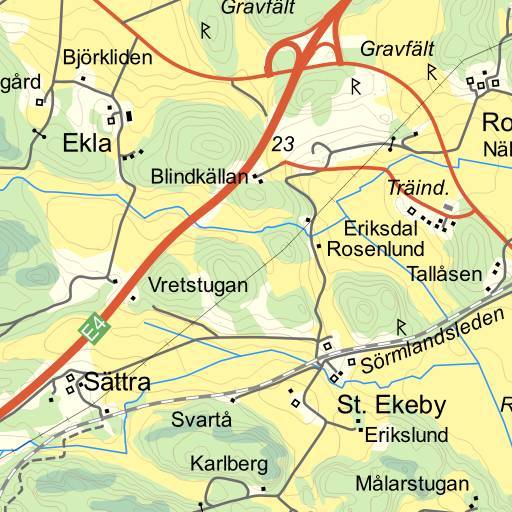 Gravfält
Gravfält
Björkliden
gård
Ro
Ekla
23
Näl
Blindkällan
Träind.
Eriksdal
Rosenlund
Tallåsen
Vretstugan
E4
Sörmlandsleden
Sättra
St. Ekeby
R
Svartå
Erikslund
Karlberg
Målarstugan